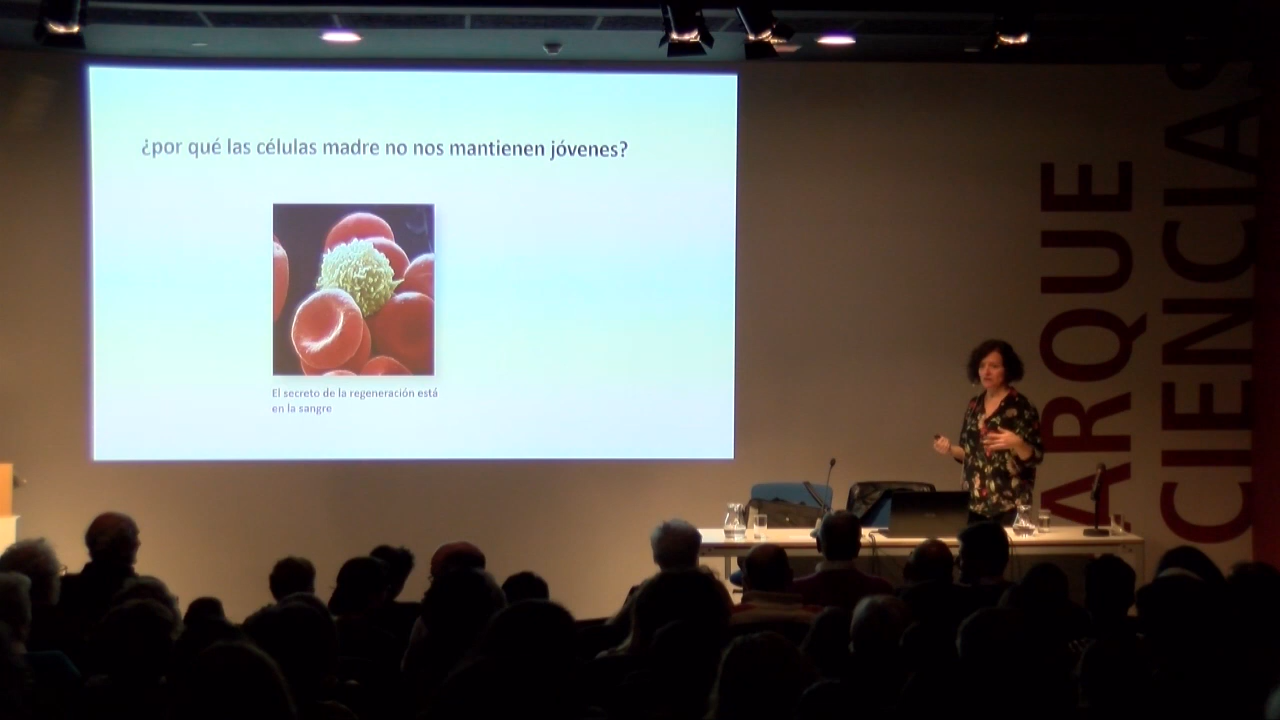 ¿por qué las células madre no nos mantienen jóvenes?
El secreto de la regeneración está
en la sangre
ARQUE
CIENCIAS